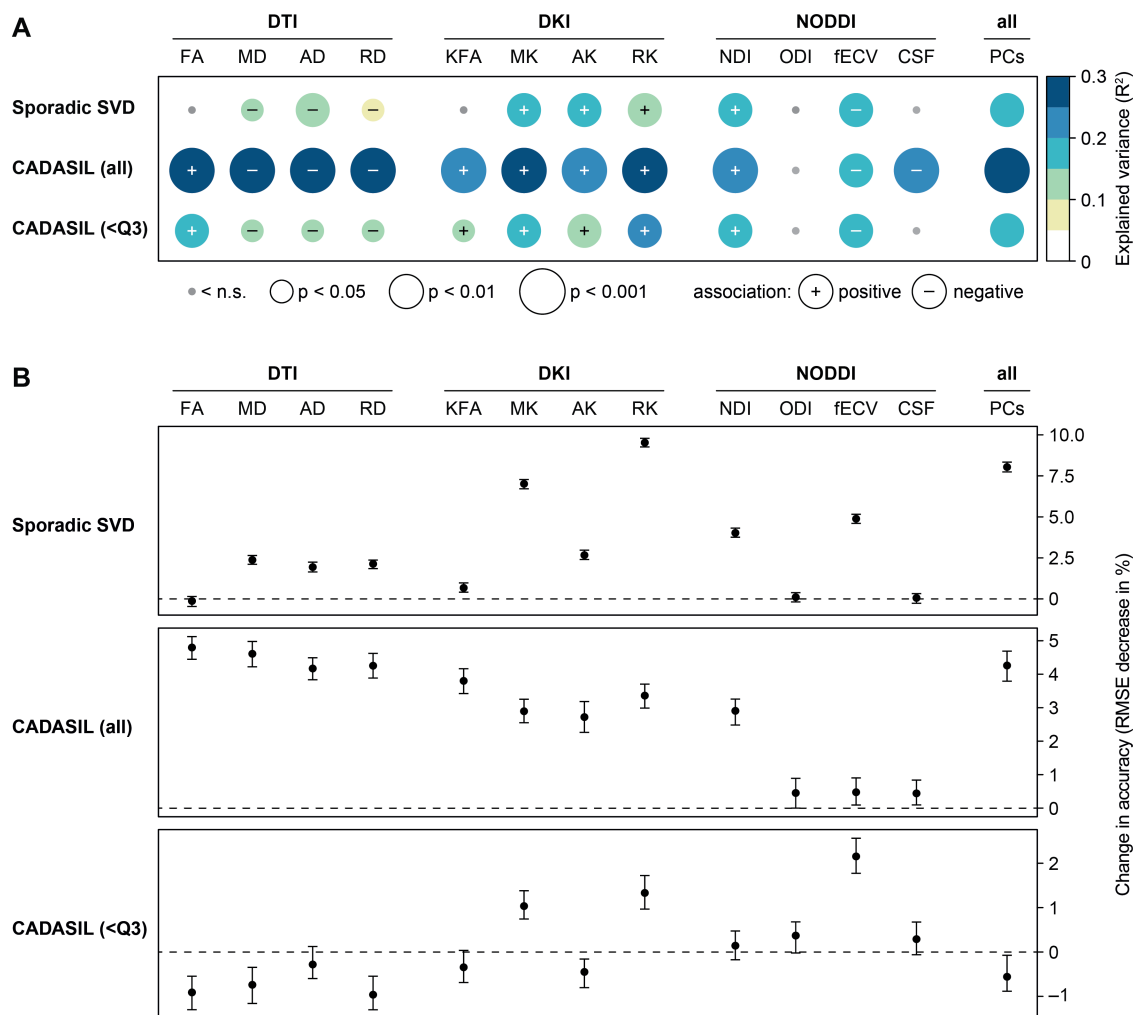 A
DTI DKI NODDI all
FA MD AD RD KFA MK AK RK NDI ODI fECV CSF PCs
Sporadic SVD − − − + + + + −
CADASIL (all) + − − − + + + + + − −
CADASIL (<Q3) + − − − + + + + + −
0.3
0.2
0.1
0
Explained variance (R²)
< n.s. p < 0.05 p < 0.01 p < 0.001 association: + positive − negative
B
DTI DKI NODDI all
FA MD AD RD KFA MK AK RK NDI ODI fECV CSF PCs
Sporadic SVD
10.0
7.5
5.0
2.5
0
CADASIL (all)
5
4
3
2
1
0
CADASIL (<Q3)
2
1
0
−1
Change in accuracy (RMSE decrease in %)